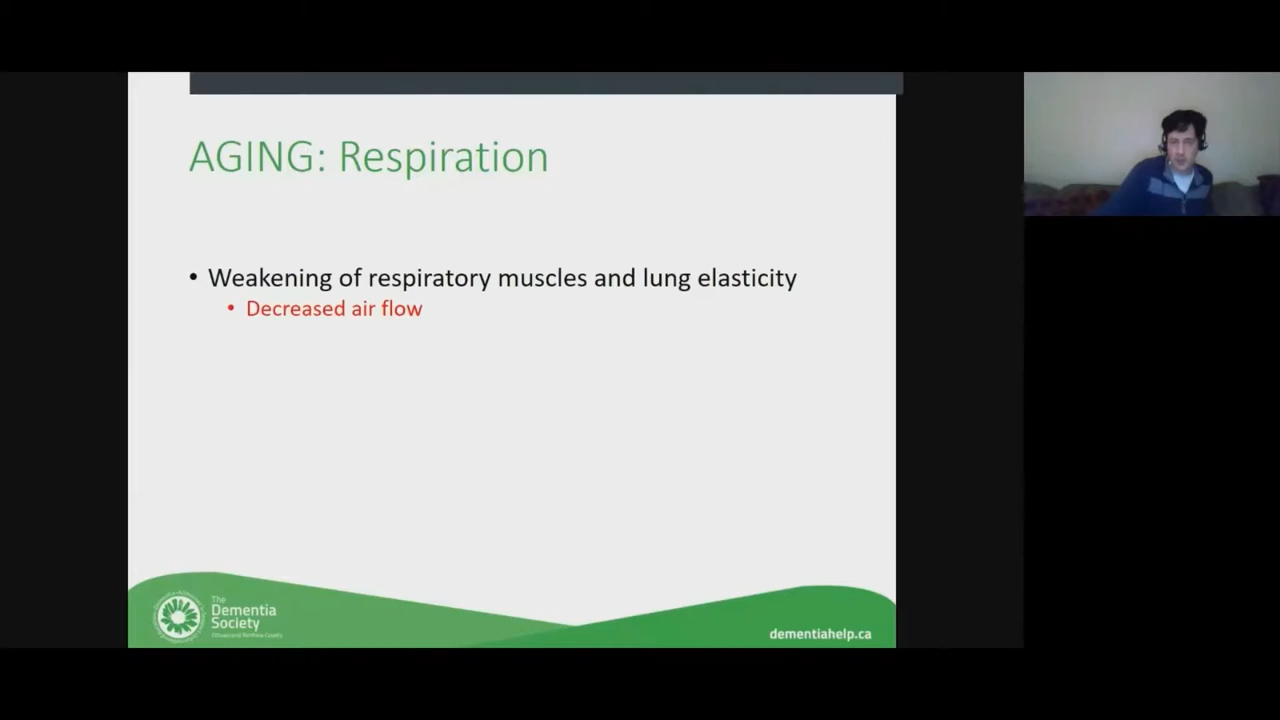 AGING: Respiration
• Weakening of respiratory muscles and lung elasticity
• Decreased air flow
The
Dementia
Society
dementiahelp.ca